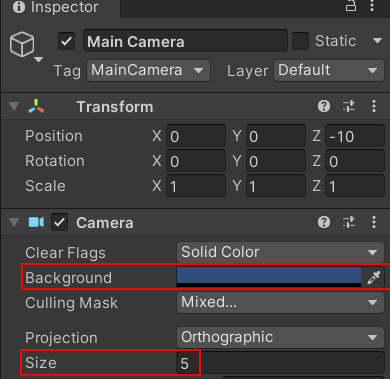 Inspector
Main Camera Static
Tag MainCamera Layer Default
Transform
Position X 0 Y 0 Z -10
Rotation X 0 Y 0 Z 0
Scale X 1 Y 1 Z 1
Camera
Clear Flags Solid Color
Background
Culling Mask Mixed...
Projection Orthographic
Size 5